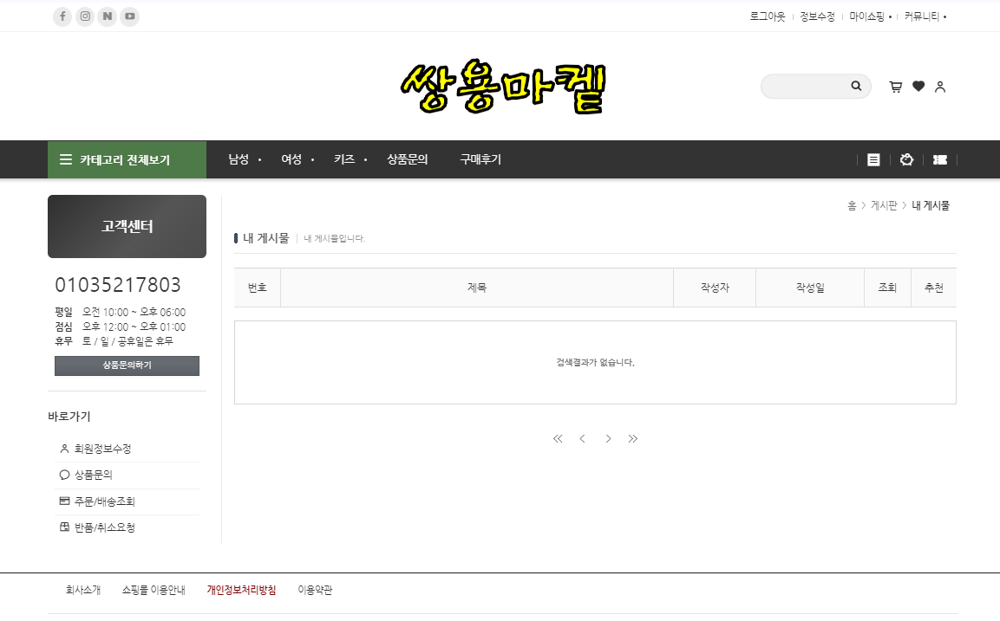 로그아웃 정보수정 마이쇼핑 커뮤니티
쌍용마켙
카테고리 전체보기 남성 여성 키즈 상품문의 구매후기
고객센터
홈 > 게시판 > 내 게시물
내 게시물 내 게시물입니다.
01035217803
평일 오전 10:00 ~ 오후 06:00
점심 오후 12:00 ~ 오후 01:00
휴무 토 / 일 / 공휴일은 휴무
상품문의하기
번호 제목 작성자 작성일 조회 추천
검색결과가 없습니다.
바로가기
회원정보수정
상품문의
주문/배송조회
반품/취소요청
회사소개 쇼핑몰 이용안내 개인정보처리방침 이용약관